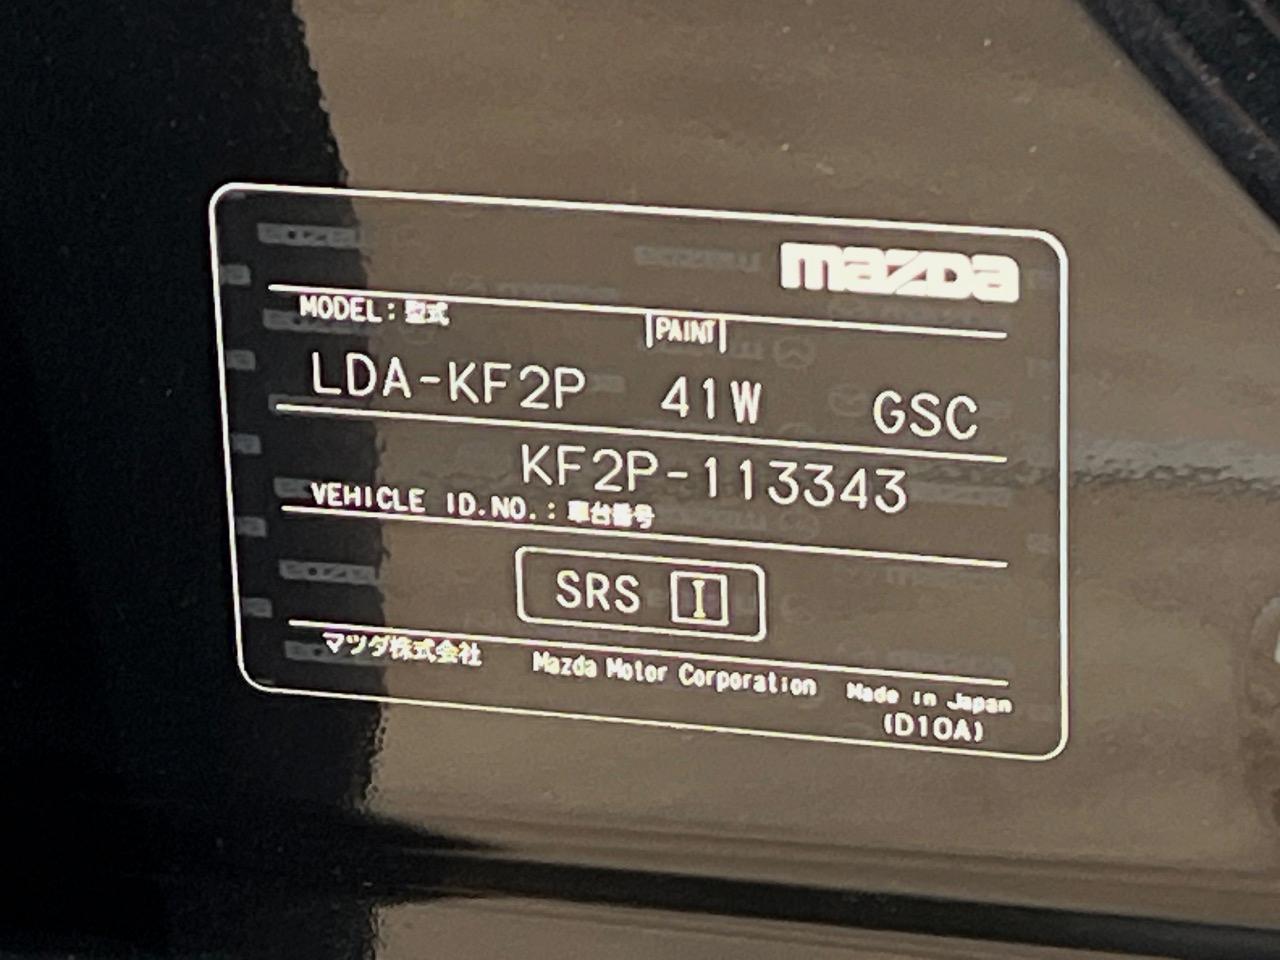 mazda
MODEL: 型式 PAINT
LDA-KF2P 41W GSC
KF2P-113343
VEHICLE ID.NO.: 車台番号
SRS I
マツダ株式会社 Mazda Motor Corporation Made in Japan
(D10A)